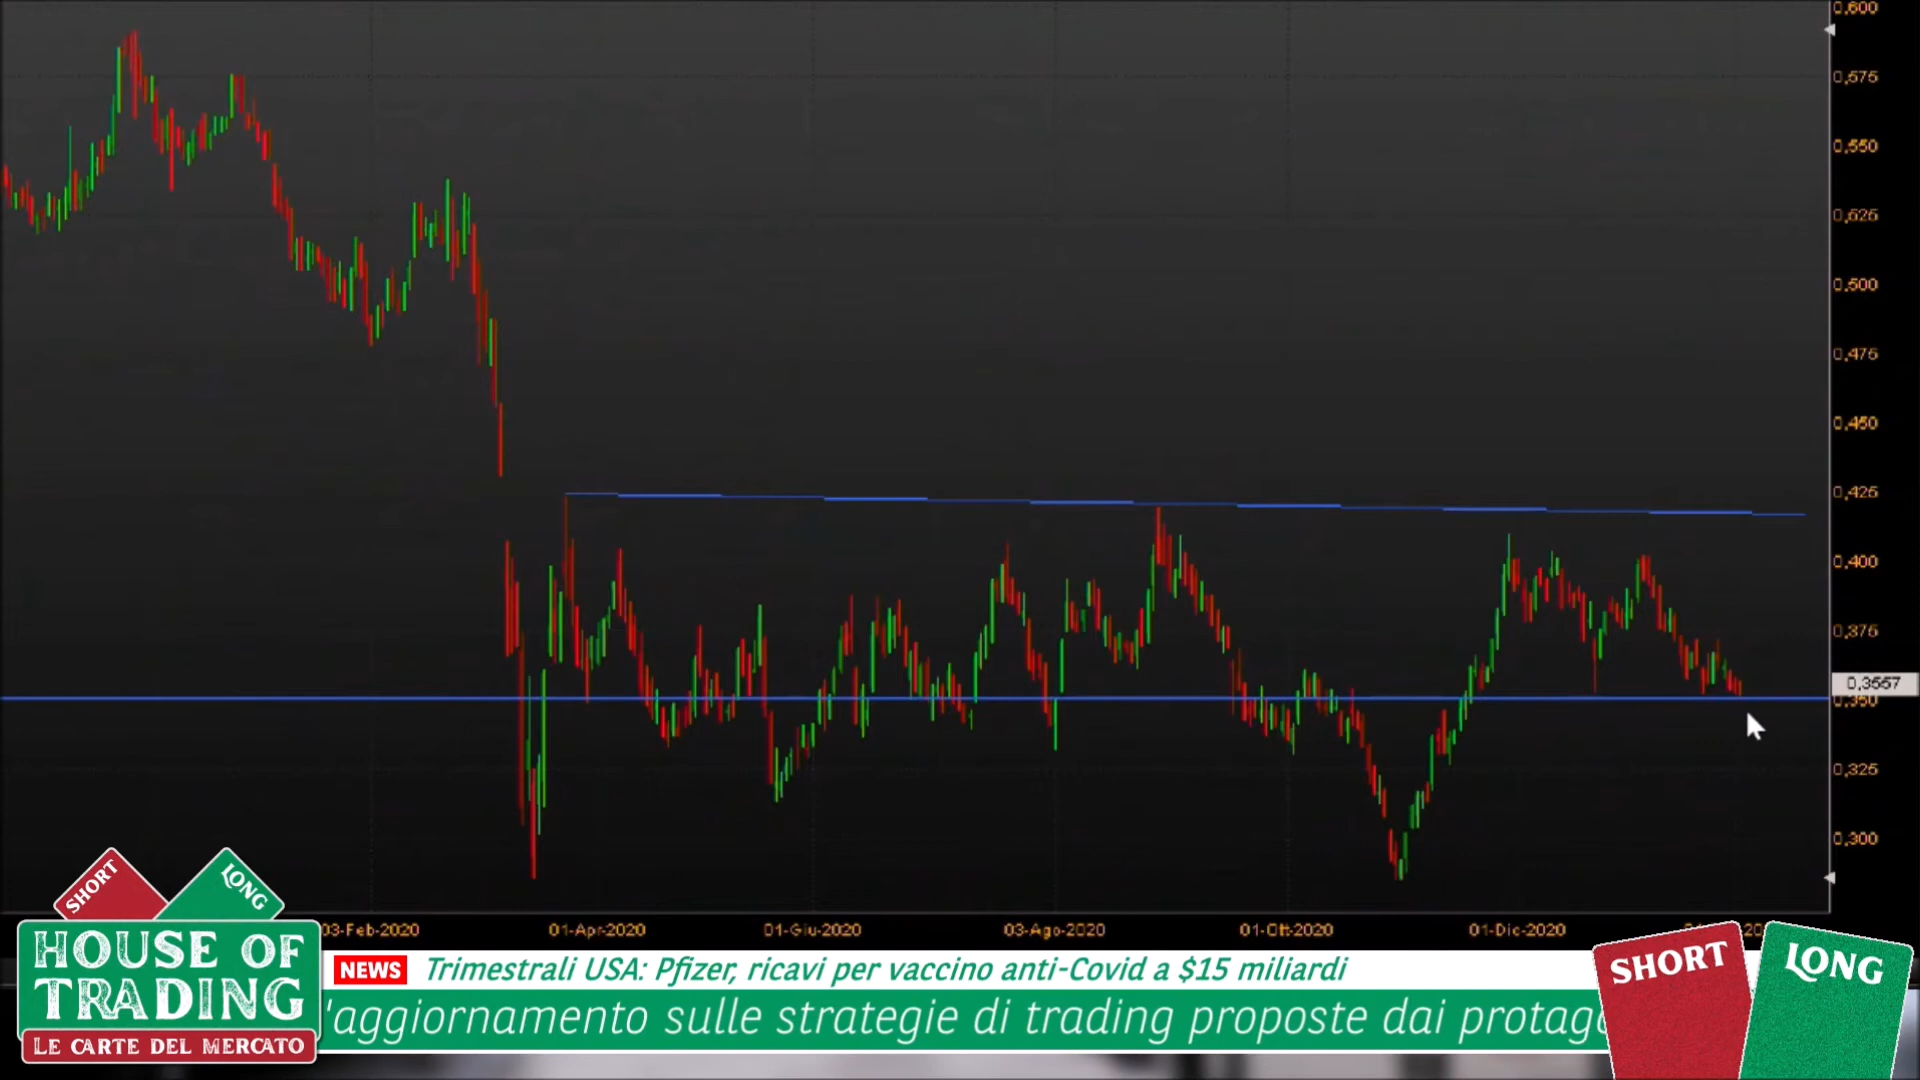 0,600
0,575
0,550
0,525
0,500
0,475
0,450
0,425
0,400
0,375
0,3557
0,350
0,325
0,300
03-Feb-2020
01-Apr-2020
01-Giu-2020
03-Ago-2020
01-Ott-2020
01-Dic-2020
SHORT
LONG
HOUSE OF
TRADING
LE CARTE DEL MERCATO
NEWS Trimestrali USA: Pfizer, ricavi per vaccino anti-Covid a $15 miliardi
'aggiornamento sulle strategie di trading proposte dai
SHORT
LONG